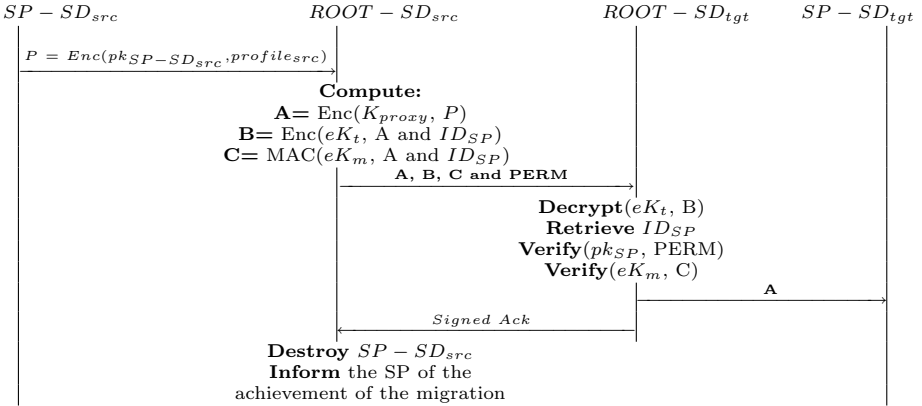 SP − SD_src ROOT − SD_src ROOT − SD_tgt SP − SD_tgt
P = Enc(pk_SP−SD_src, profile_src)
Compute:
A= Enc(K_proxy, P)
B= Enc(eK_t, A and ID_SP)
C= MAC(eK_m, A and ID_SP)
A, B, C and PERM
Decrypt(eK_t, B)
Retrieve ID_SP
Verify(pk_SP, PERM)
Verify(eK_m, C)
A
Signed Ack
Destroy SP − SD_src
Inform the SP of the
achievement of the migration